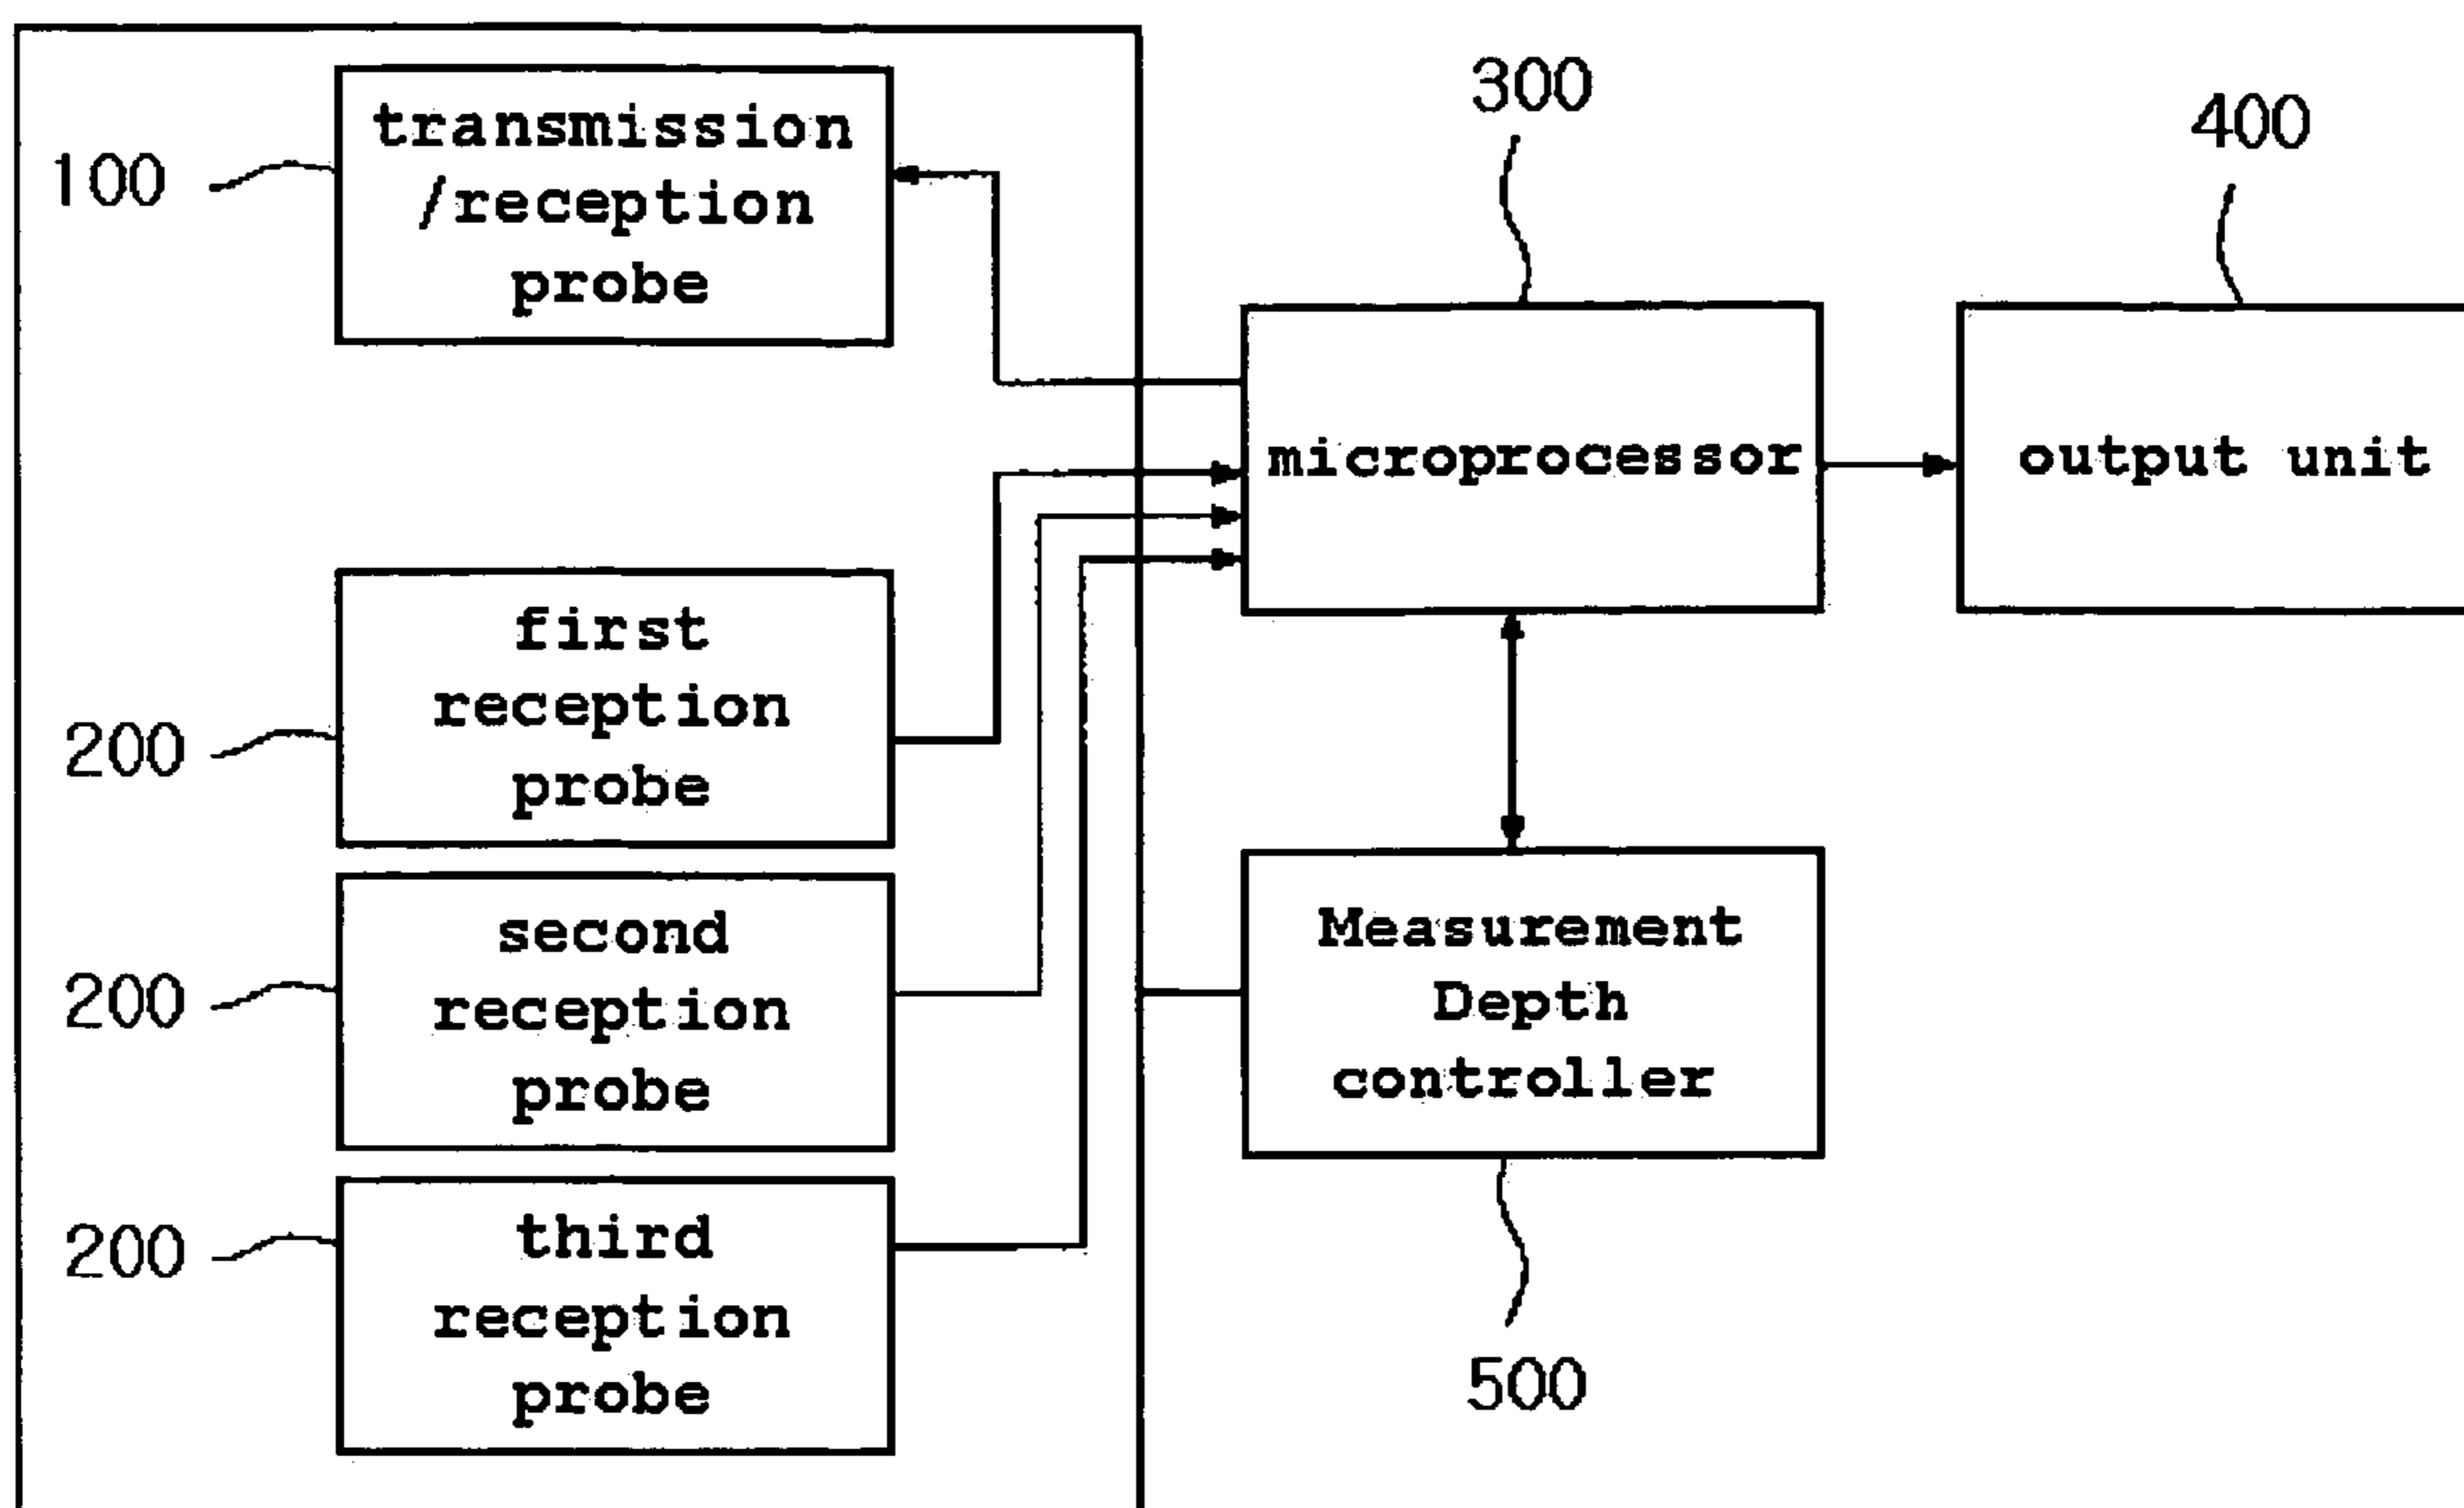 100
transmission
/reception
probe
300
400
microprocessor
output unit
200
first
reception
probe
200
second
reception
probe
Measurement
Depth
controller
200
third
reception
probe
500